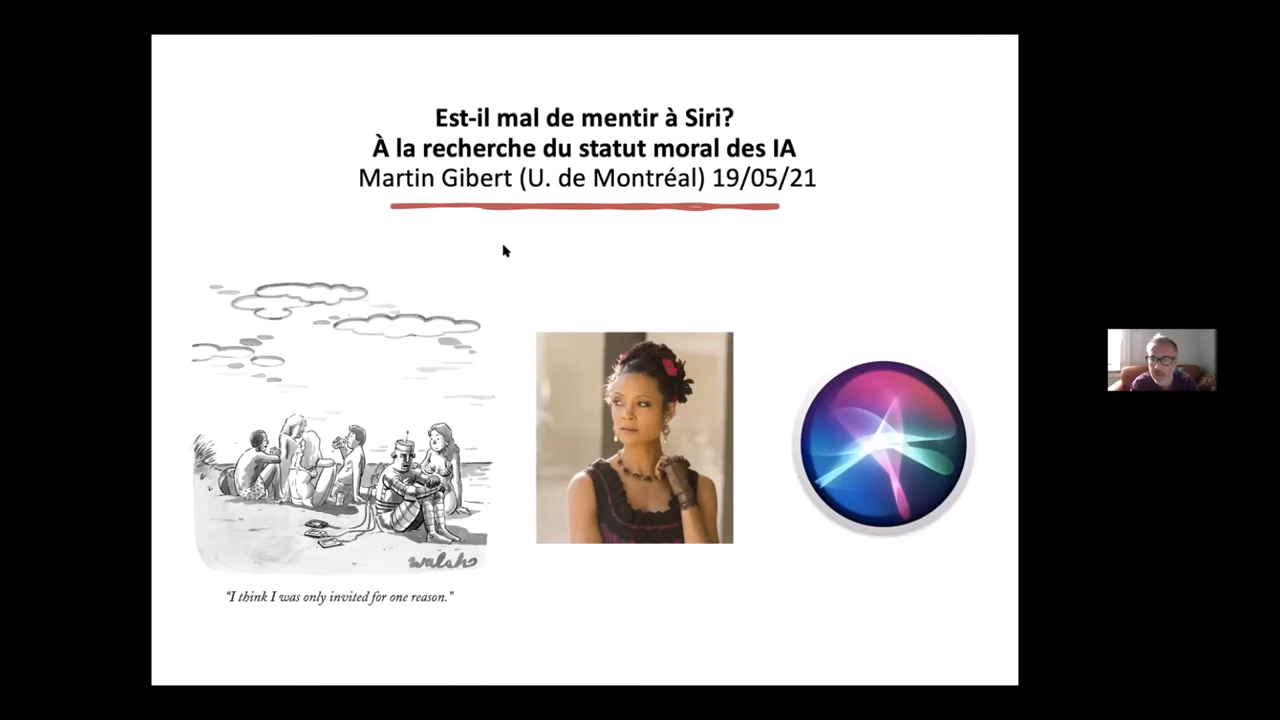 Est-il mal de mentir à Siri?
À la recherche du statut moral des IA
Martin Gibert (U. de Montréal) 19/05/21
walsh
“I think I was only invited for one reason.”